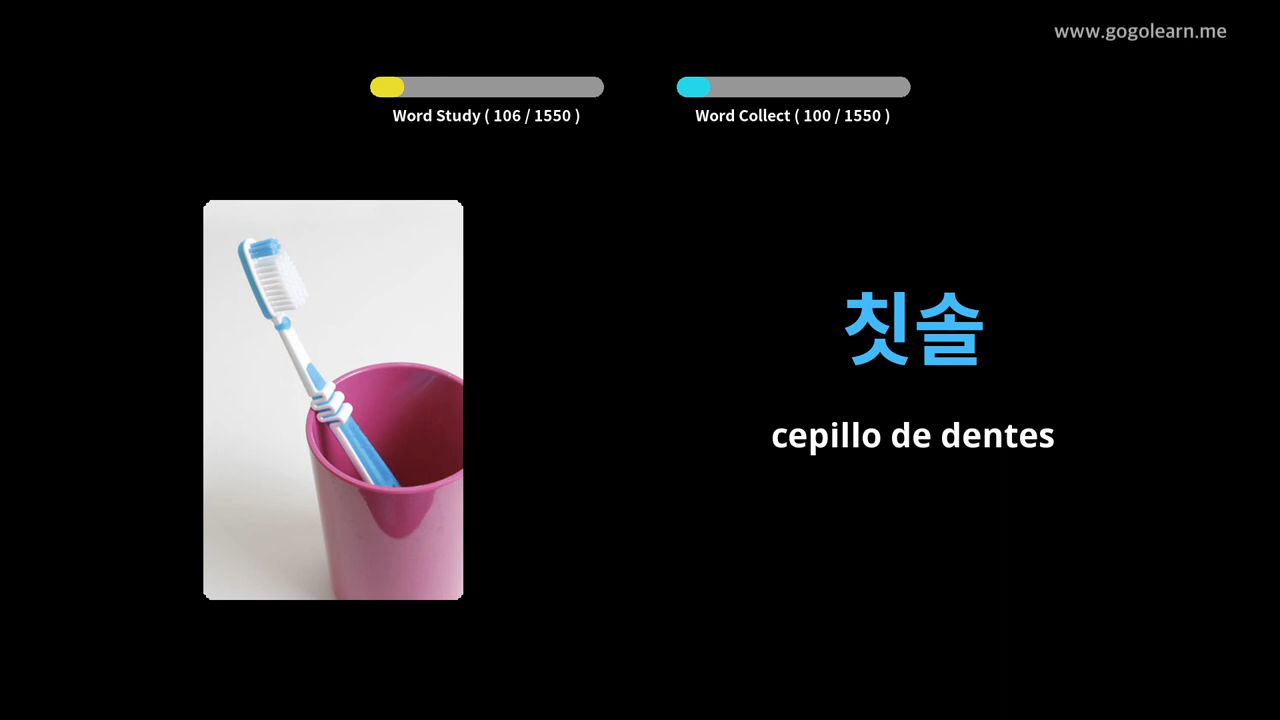 www.gogolearn.me
Word Study ( 106 / 1550 )
Word Collect ( 100 / 1550 )
칫솔
cepillo de dentes